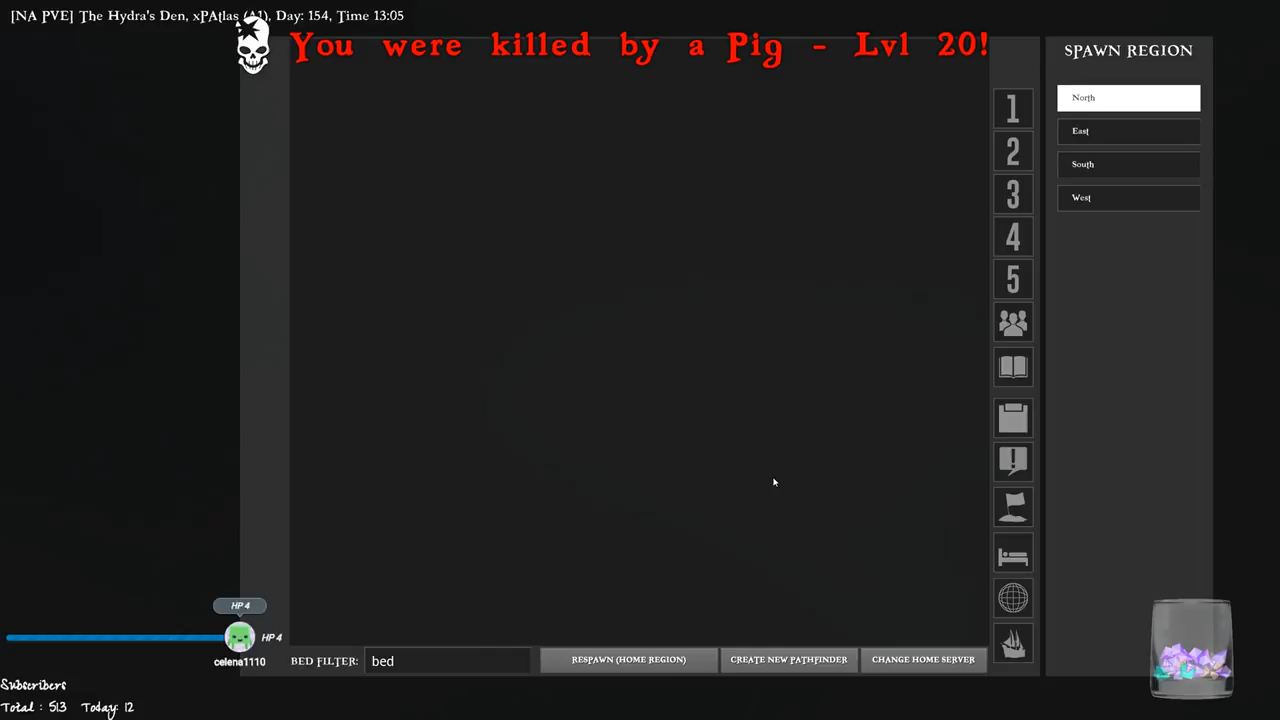 [NA PVE] The Hydra's Den, xPAtlas (A1), Day: 154, Time 13:05
You were killed by a Pig - Lvl 20!
SPAWN REGION
North
East
South
West
1
2
3
4
5
HP 4
HP 4
celena1110
BED FILTER: bed
RESPAWN (HOME REGION)
CREATE NEW PATHFINDER
CHANGE HOME SERVER
Subscribers
Total : 513 Today: 12